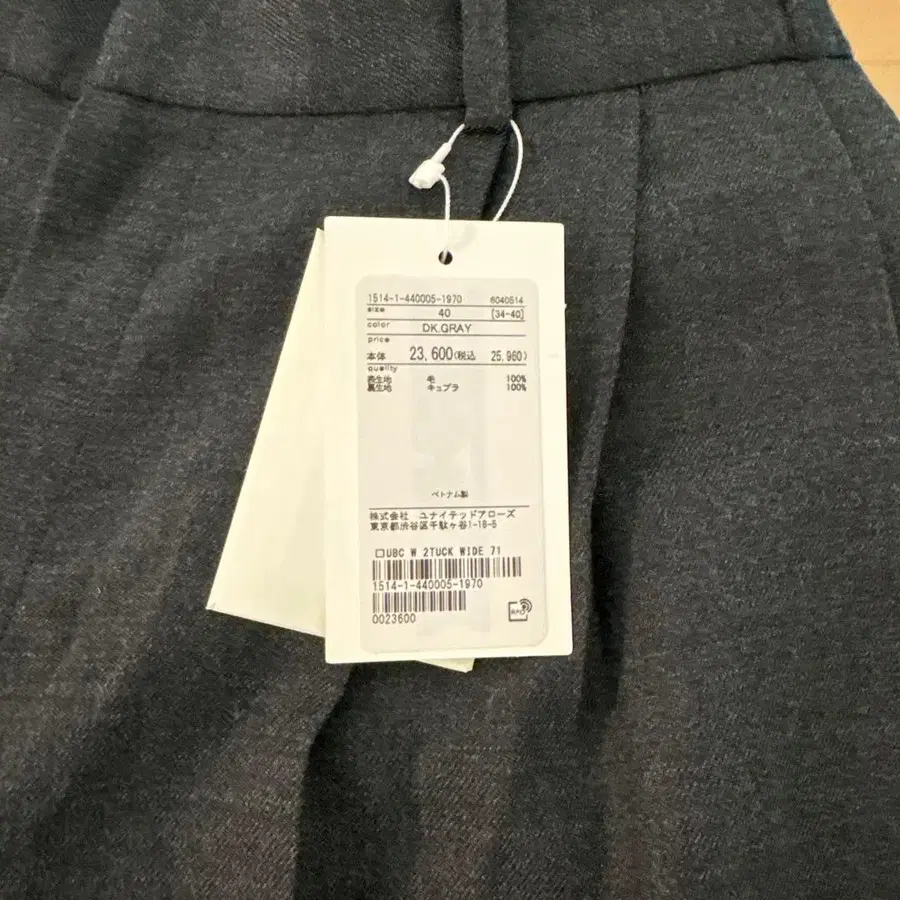 1514-1-440005-1970 6040514
size 40 [34-40]
color DK.GRAY
price
本体 23,600(税込 25,960)
quality
表生地 毛 100%
裏生地 キュプラ 100%
ベトナム製
株式会社 ユナイテッドアローズ
東京都渋谷区千駄ヶ谷1-18-5
□UBC W 2TUCK WIDE 71
1514-1-440005-1970
0023600
RFID